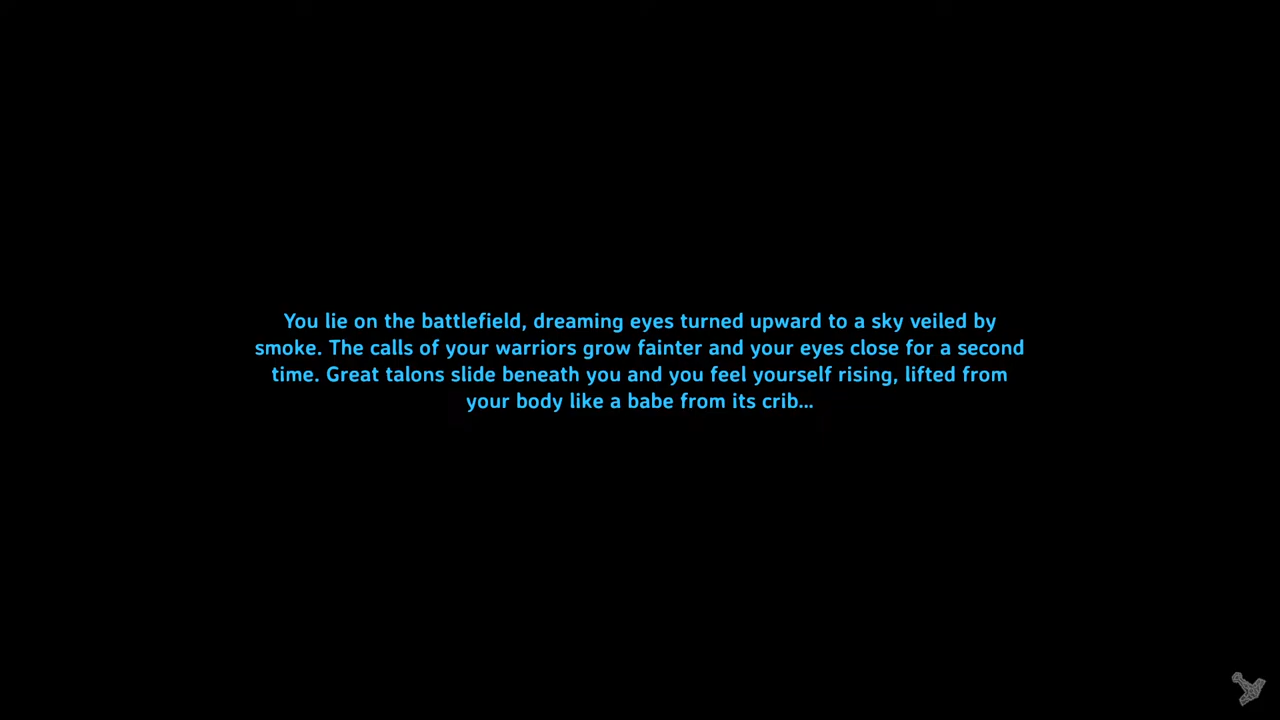 You lie on the battlefield, dreaming eyes turned upward to a sky veiled by
smoke. The calls of your warriors grow fainter and your eyes close for a second
time. Great talons slide beneath you and you feel yourself rising, lifted from
your body like a babe from its crib...